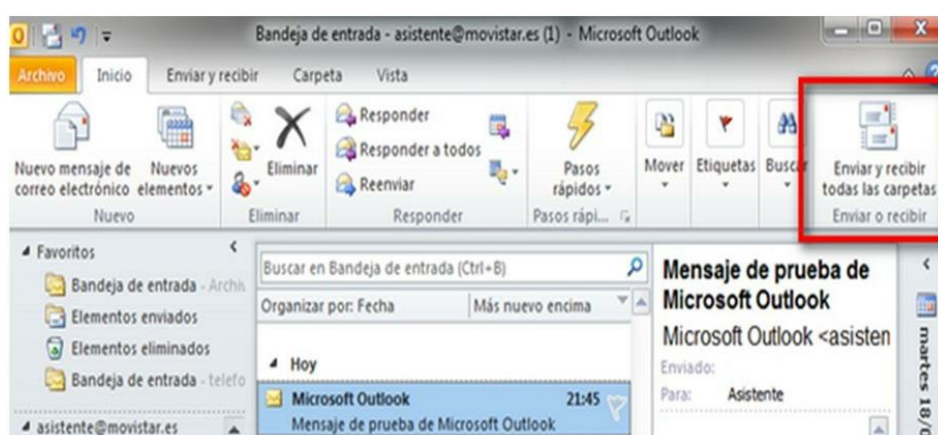 Bandeja de entrada - asistente@movistar.es (1) - Microsoft Outlook
Archivo Inicio Enviar y recibir Carpeta Vista
Nuevo mensaje de correo electrónico
Nuevos elementos
Nuevo
Eliminar
Eliminar
Responder
Responder a todos
Reenviar
Responder
Pasos rápidos
Pasos rápi...
Mover
Etiquetas
Buscar
Enviar y recibir
todas las carpetas
Enviar o recibir
Favoritos
Bandeja de entrada - Archiv
Elementos enviados
Elementos eliminados
Bandeja de entrada - telefo
asistente@movistar.es
Buscar en Bandeja de entrada (Ctrl+B)
Organizar por: Fecha Más nuevo encima
Hoy
Microsoft Outlook 21:45
Mensaje de prueba de Microsoft Outlook
Mensaje de prueba de
Microsoft Outlook
Microsoft Outlook <asisten
Enviado:
Para: Asistente
martes 18/0